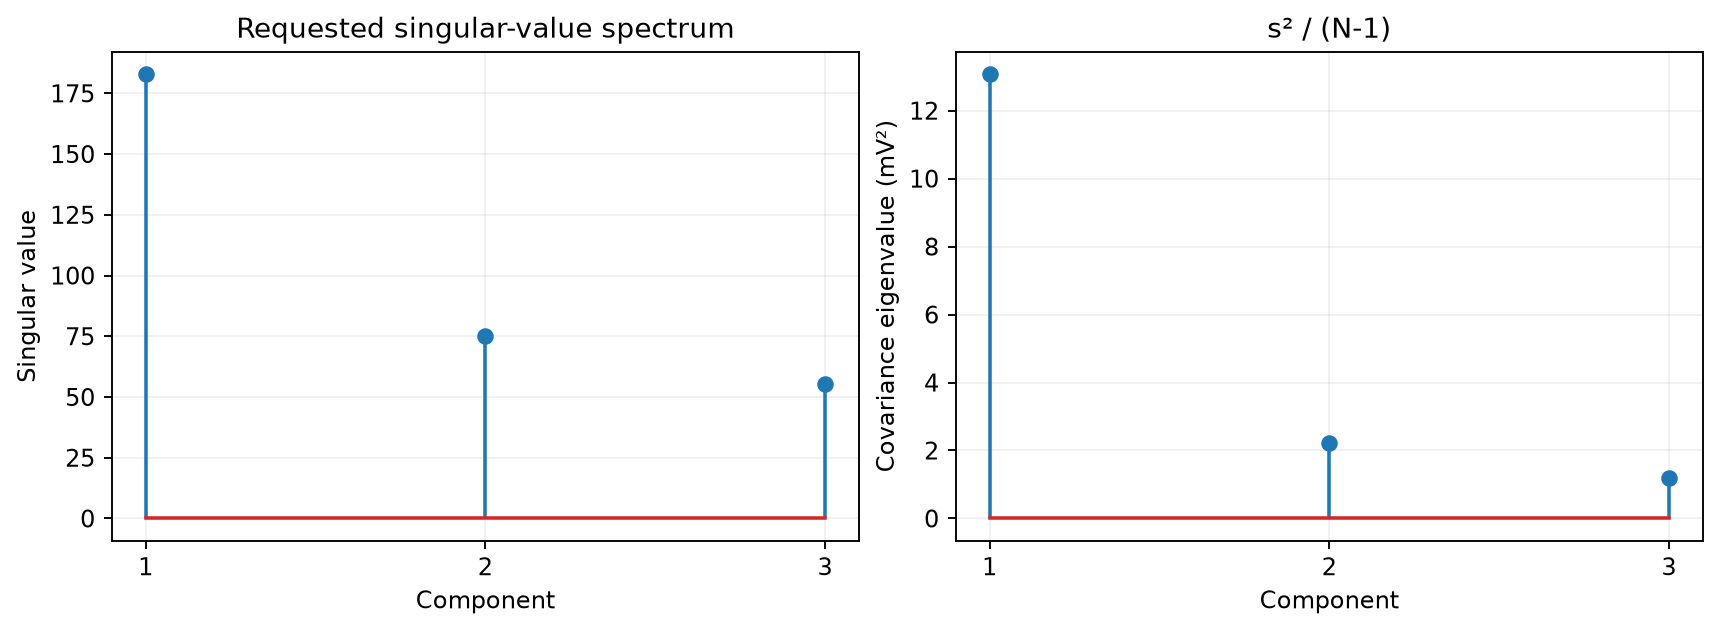 Requested singular-value spectrum
Singular value
175
150
125
100
75
50
25
0
1 2 3
Component
s² / (N-1)
Covariance eigenvalue (mV²)
12
10
8
6
4
2
0
1 2 3
Component